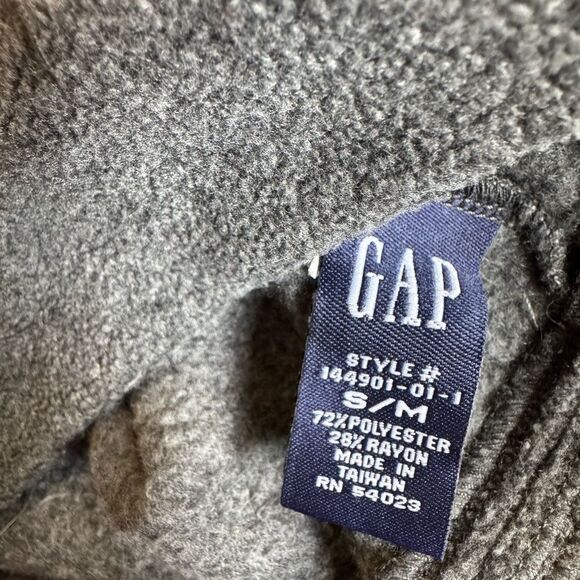 GAP
STYLE #
144901-01-1
S/M
72%POLYESTER
28% RAYON
MADE IN
TAIWAN
RN 54023